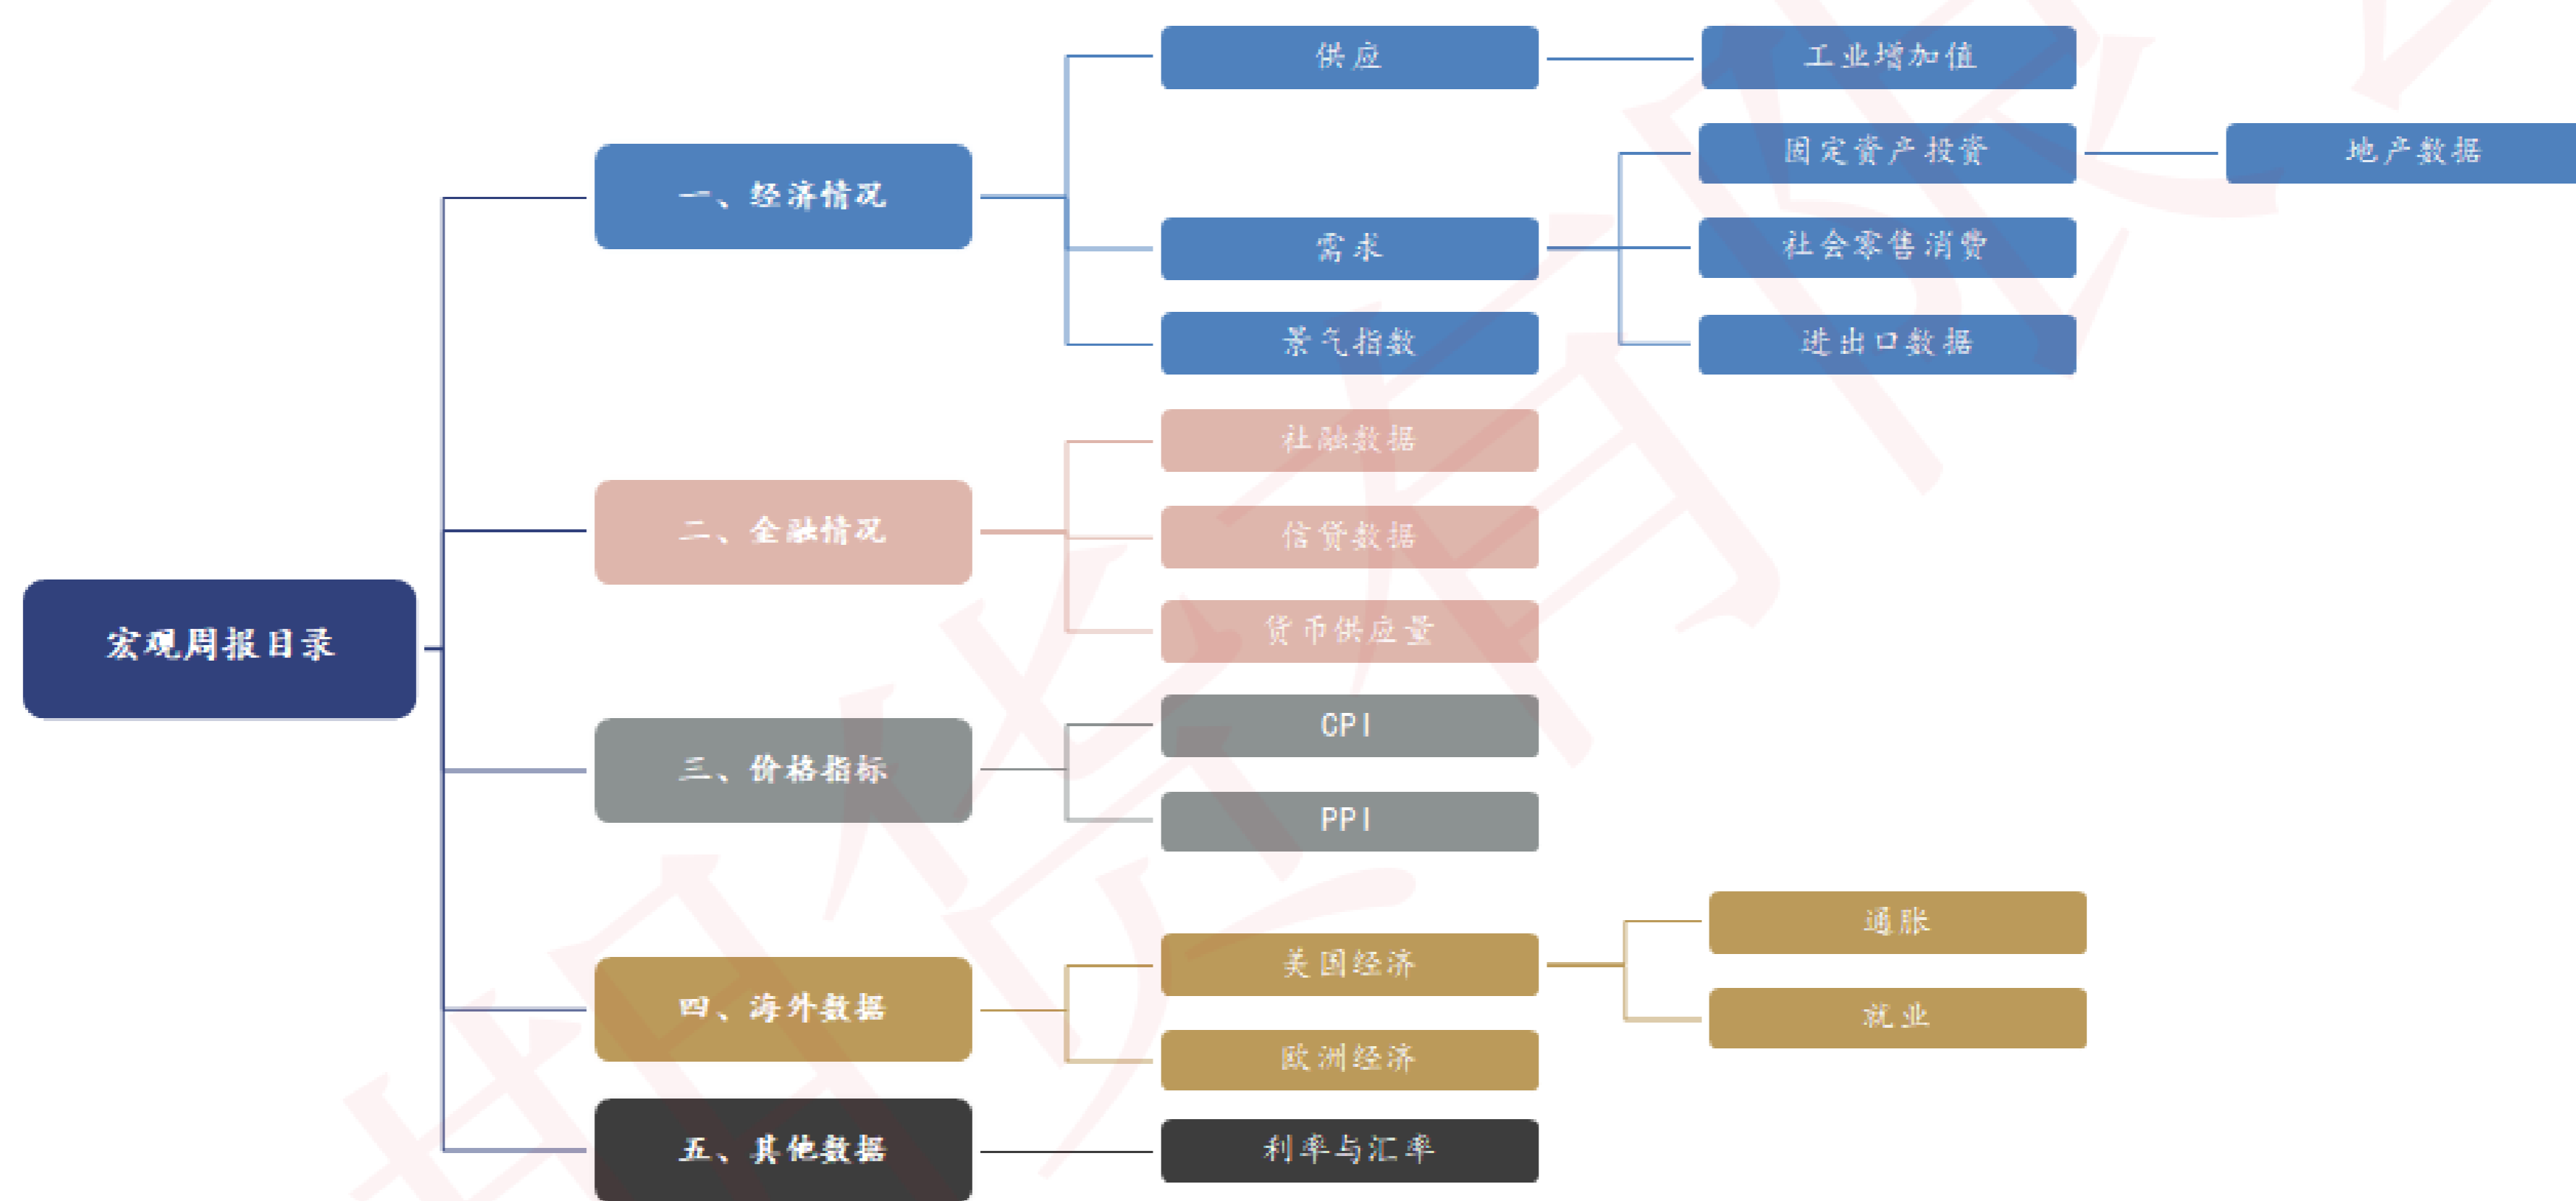 宏观周报目录
一、经济情况
供应
工业增加值
需求
固定资产投资
地产数据
社会零售消费
进出口数据
景气指数
二、金融情况
社融数据
信贷数据
货币供应量
三、价格指标
CPI
PPI
四、海外数据
美国经济
通胀
就业
欧洲经济
五、其他数据
利率与汇率